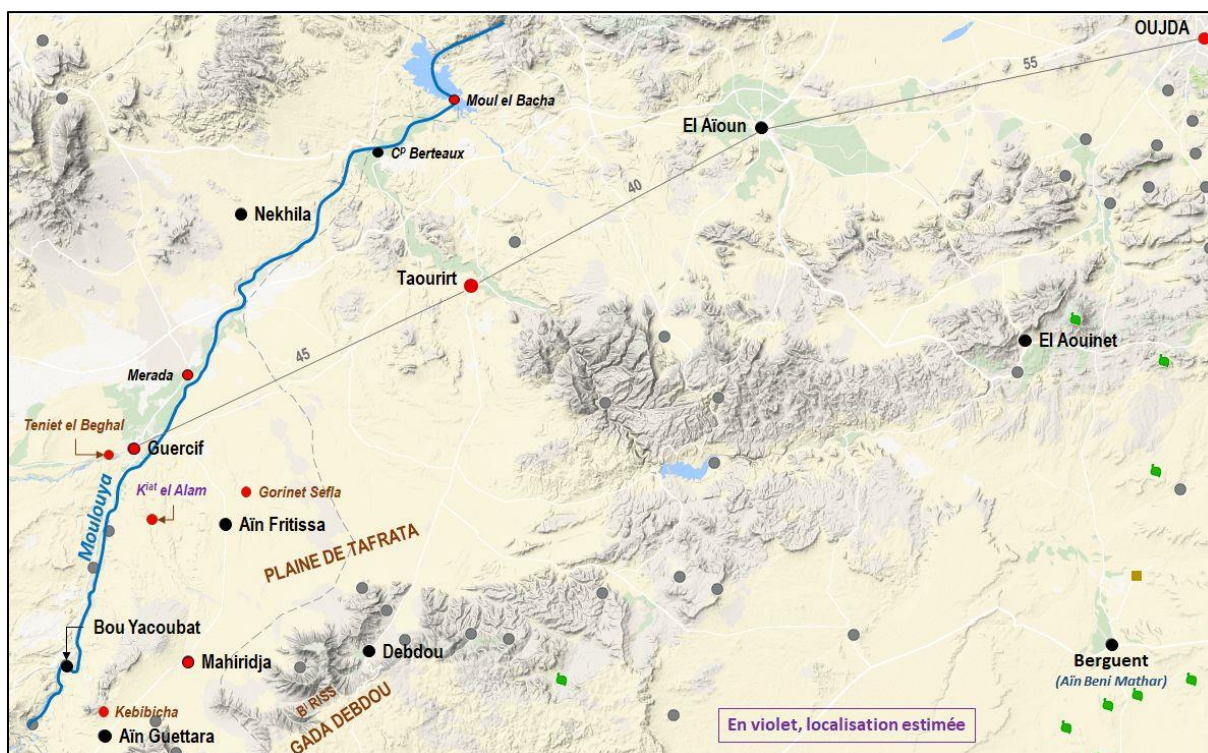 OUJDA
55
Moul el Bacha
El Aïoun
Cᵖ Berteaux
40
Nekhila
Taourirt
El Aouinet
45
Merada
Teniet el Beghal
Guercif
Kⁱᵃᵗ el Alam
Gorinet Sefla
Moulouya
Aïn Fritissa
PLAINE DE TAFRATA
Bou Yacoubat
Mahiridja
Debdou
Berguent
(Aïn Beni Mathar)
B/ RISS
GADA DEBDOU
Kebibicha
Aïn Guettara
En violet, localisation estimée